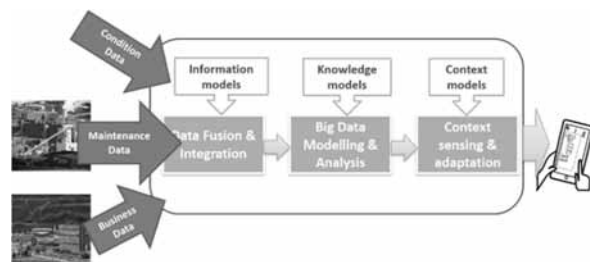 Condition
Data
Information
models
Knowledge
models
Context
models
Maintenance
Data
Data Fusion &
Integration
Big Data
Modelling &
Analysis
Context
sensing &
adaptation
Business
Data